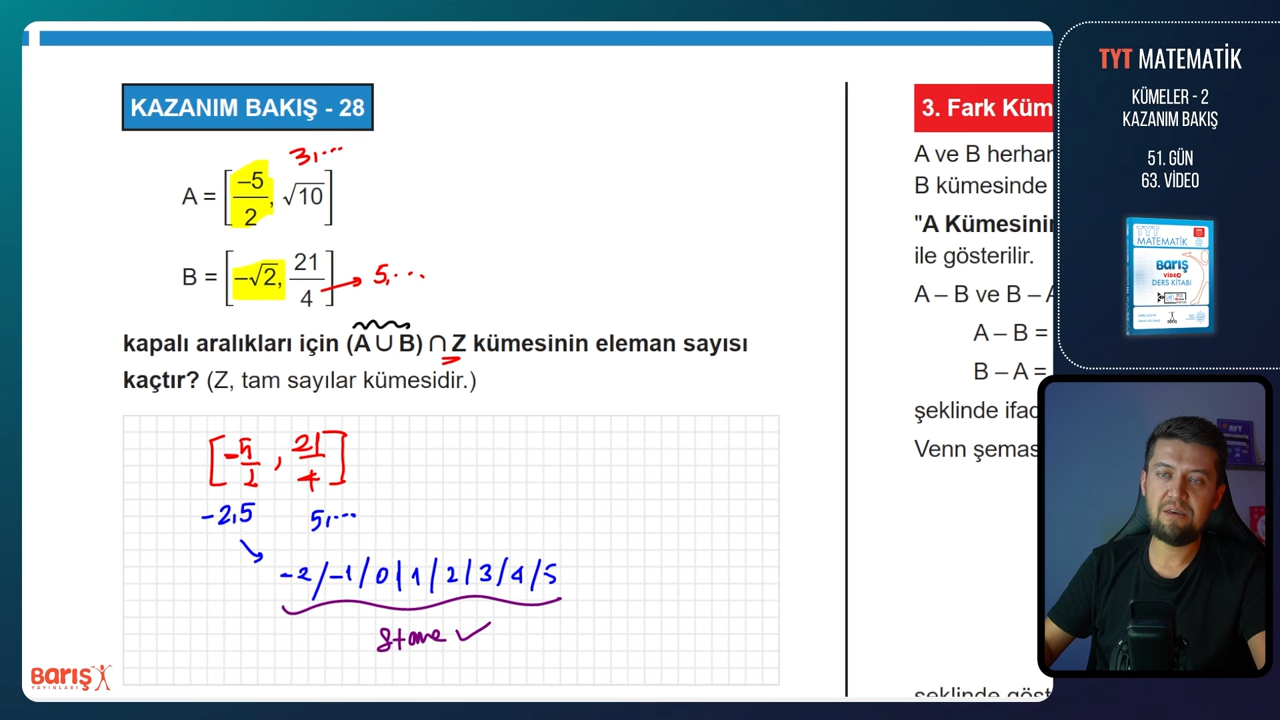 KAZANIM BAKIŞ - 28
3,...
A = [–5/2, √10]
B = [–√2, 21/4] → 5,...
kapalı aralıkları için (A ∪ B) ∩ Z kümesinin eleman sayısı
kaçtır? (Z, tam sayılar kümesidir.)
[-5/2, 21/4]
-2,5 5,...
-2/-1/0/1/2/3/4/5
8 tane ✓
BARIŞ
YAYINLARI
3. Fark Küm
A ve B herhar
B kümesinde
"A Kümesinin
ile gösterilir.
A – B ve B – A
A – B =
B – A =
şeklinde ifad
Venn şemas
şeklinde göst
TYT MATEMATİK
KÜMELER - 2
KAZANIM BAKIŞ
51. GÜN
63. VİDEO
TYT
MATEMATİK
BARIŞ
VİDEO
DERS KİTABI